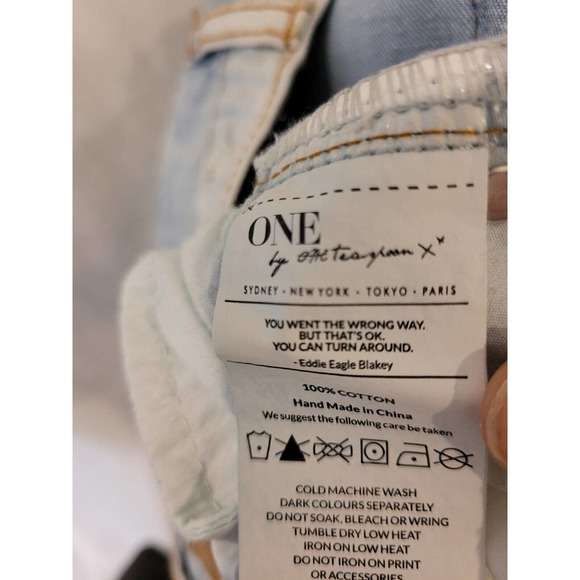 ONE
by One teaspoon X x
SYDNEY • NEW YORK • TOKYO • PARIS
YOU WENT THE WRONG WAY.
BUT THAT'S OK.
YOU CAN TURN AROUND.
- Eddie Eagle Blakey
100% COTTON
Hand Made in China
We suggest the following care be taken
COLD MACHINE WASH
DARK COLOURS SEPARATELY
DO NOT SOAK, BLEACH OR WRING
TUMBLE DRY LOW HEAT
IRON ON LOW HEAT
DO NOT IRON ON PRINT
OR ACCESSORIES